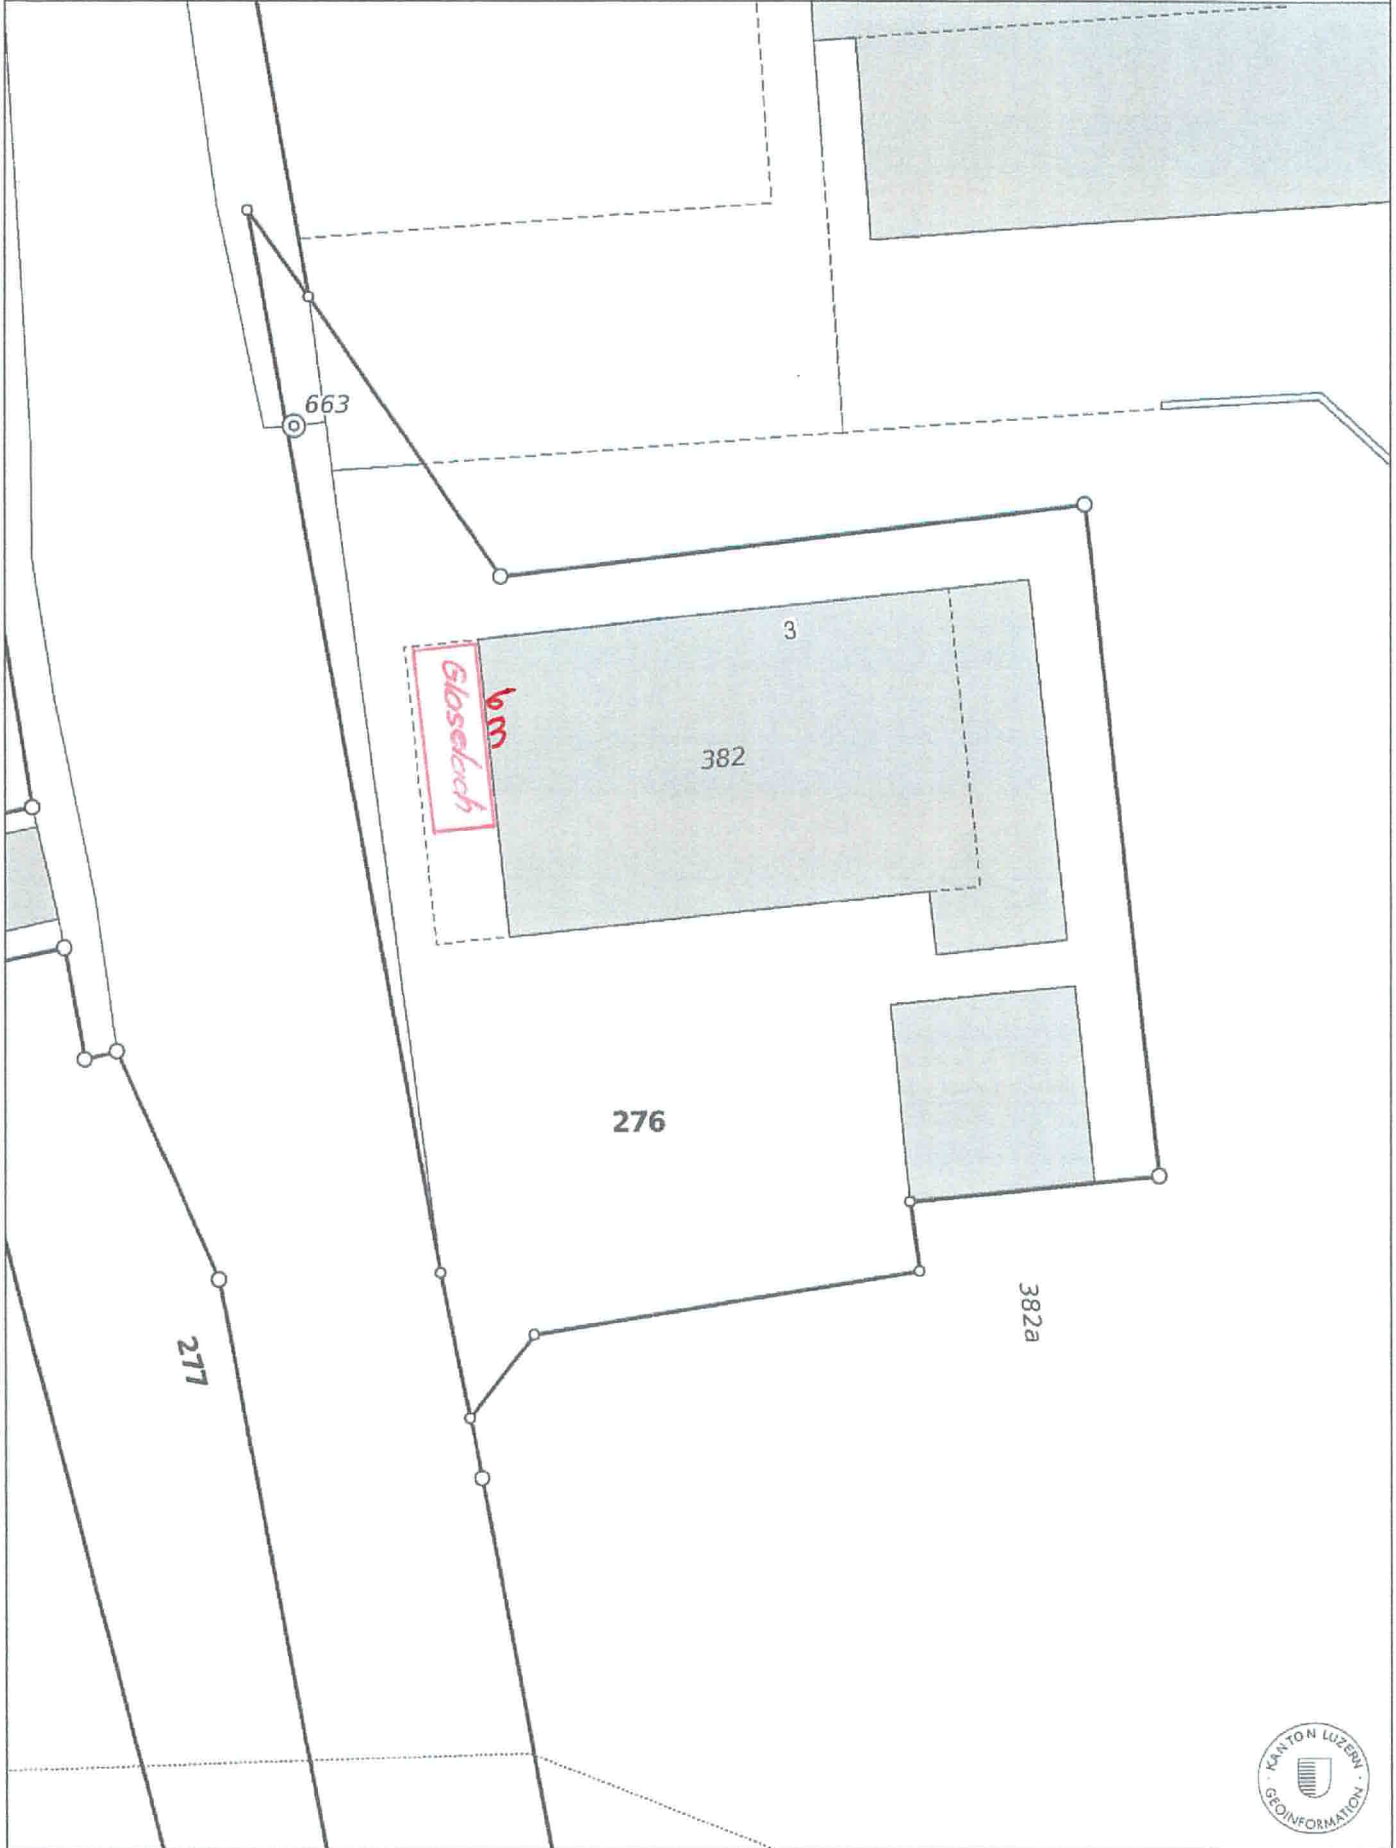 663
3
Glasdach
6m
382
276
382a
277
KANTON LUZERN
GEOINFORMATION